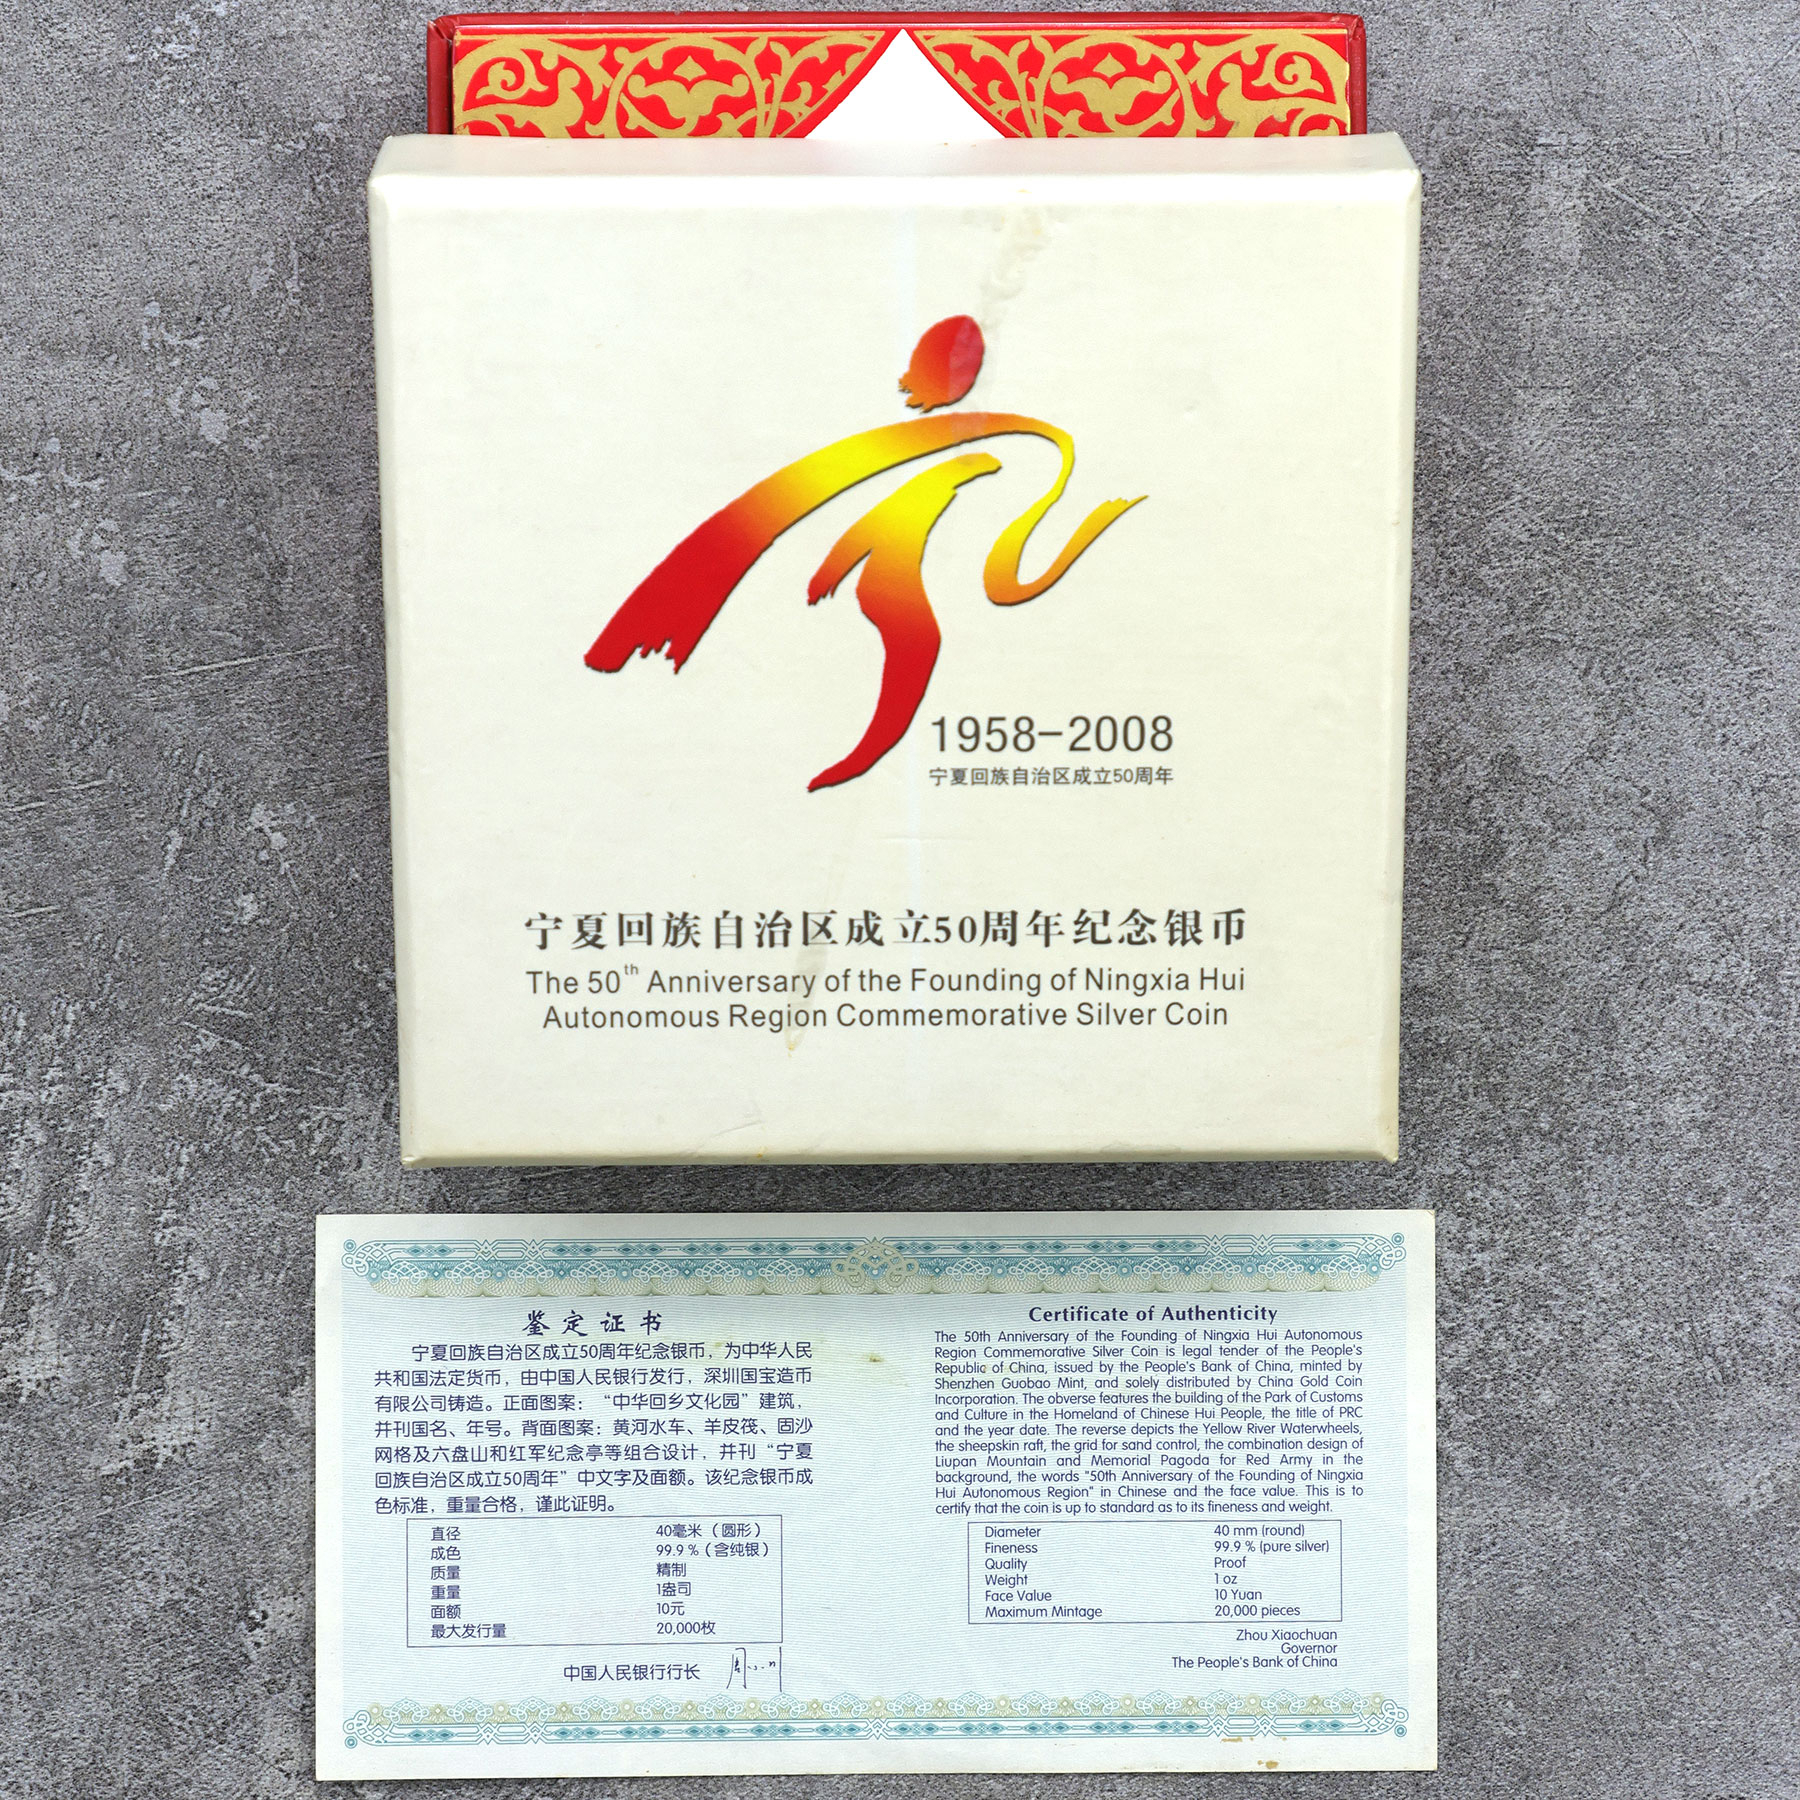 1958-2008
宁夏回族自治区成立50周年
宁夏回族自治区成立50周年纪念银币
The 50th Anniversary of the Founding of Ningxia Hui
Autonomous Region Commemorative Silver Coin
鉴定证书
宁夏回族自治区成立50周年纪念银币，为中华人民
共和国法定货币，由中国人民银行发行，深圳国宝造币
有限公司铸造。正面图案：“中华回乡文化园”建筑，
并刊国名、年号。背面图案：黄河水车、羊皮筏、固沙
网格及六盘山和红军纪念亭等组合设计，并刊“宁夏
回族自治区成立50周年”中文字及面额。该纪念银币成
色标准，重量合格，谨此证明。
直径 40毫米（圆形）
成色 99.9%（含纯银）
质量 精制
重量 1盎司
面额 10元
最大发行量 20,000枚
中国人民银行行长
Certificate of Authenticity
The 50th Anniversary of the Founding of Ningxia Hui Autonomous
Region Commemorative Silver Coin is legal tender of the People's
Republic of China, issued by the People's Bank of China, minted by
Shenzhen Guobao Mint, and solely distributed by China Gold Coin
Incorporation. The obverse features the building of the Park of Customs
and Culture in the Homeland of Chinese Hui People, the title of PRC
and the year date. The reverse depicts the Yellow River Waterwheels,
the sheepskin raft, the grid for sand control, the combination design of
Liupan Mountain and Memorial Pagoda for Red Army in the
background, the words "50th Anniversary of the Founding of Ningxia
Hui Autonomous Region" in Chinese and the face value. This is to
certify that the coin is up to standard as to its fineness and weight.
Diameter 40 mm (round)
Fineness 99.9 % (pure silver)
Quality Proof
Weight 1 oz
Face Value 10 Yuan
Maximum Mintage 20,000 pieces
Zhou Xiaochuan
Governor
The People's Bank of China